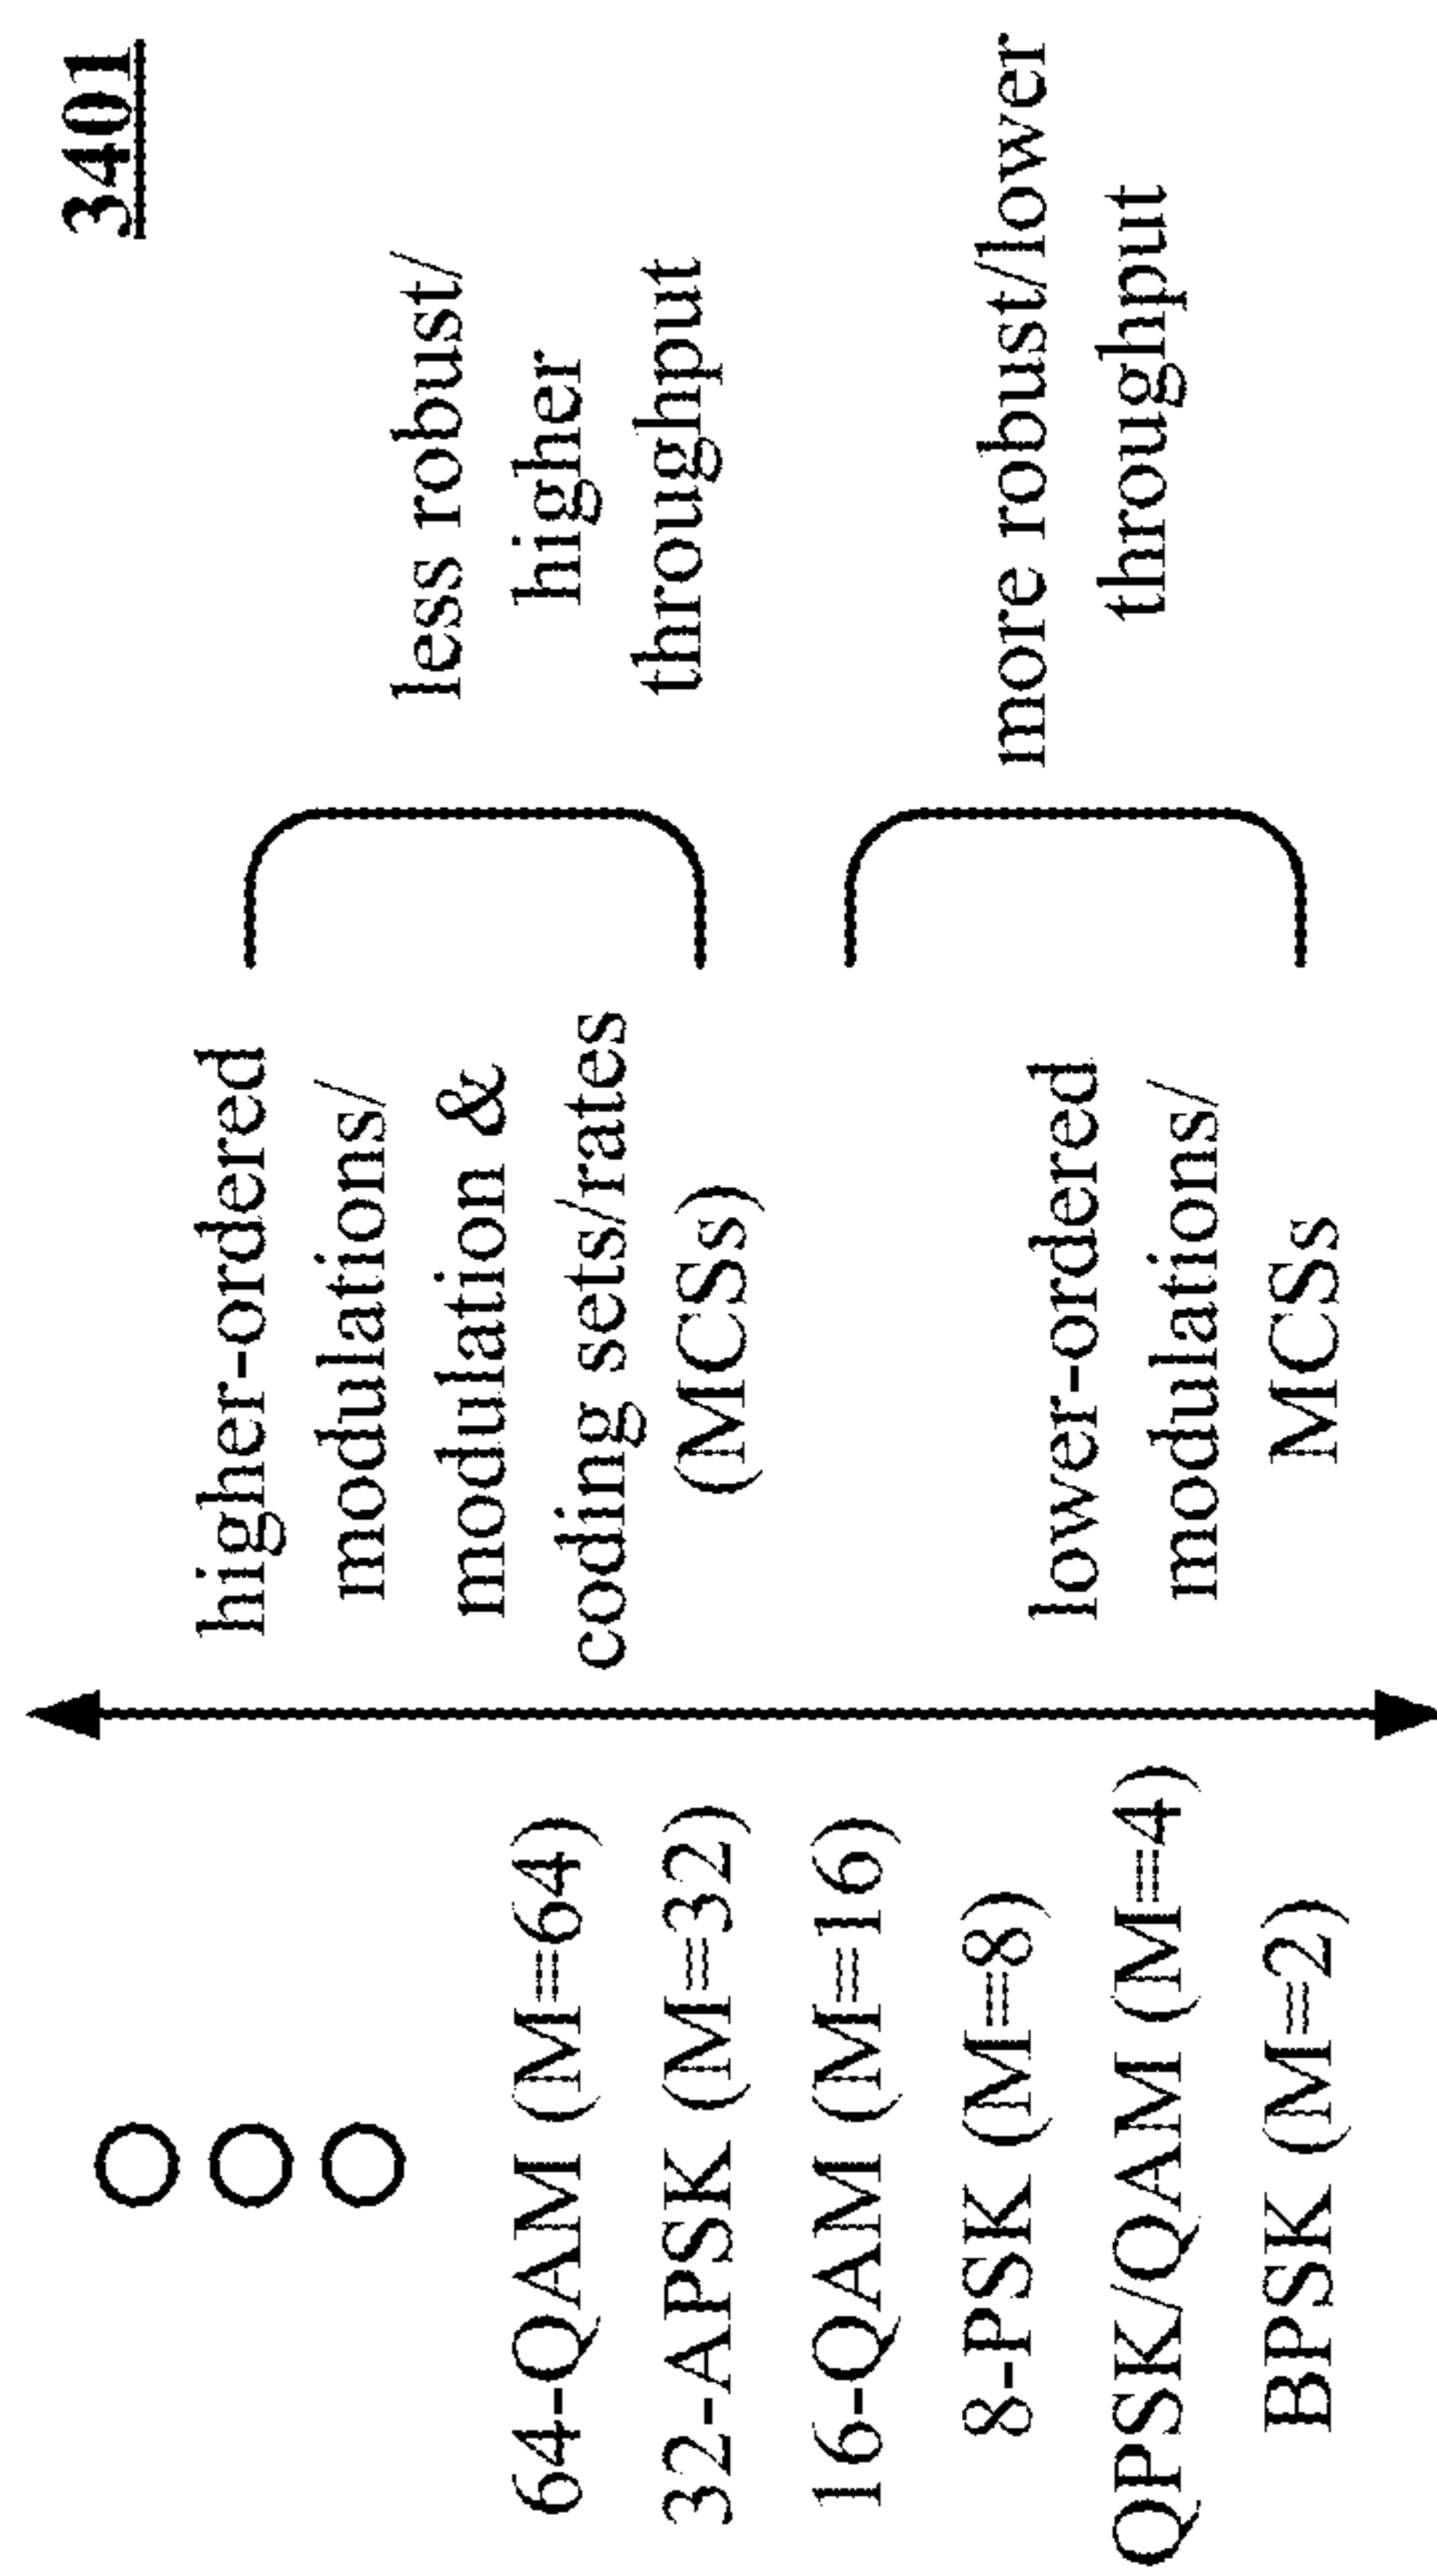 3401
64-QAM (M=64)
32-APSK (M=32)
16-QAM (M=16)
8-PSK (M=8)
QPSK/QAM (M=4)
BPSK (M=2)
higher-ordered
modulations/
modulation &
coding sets/rates
(MCSs)
lower-ordered
modulations/
MCSs
less robust/
higher
throughput
more robust/lower
throughput